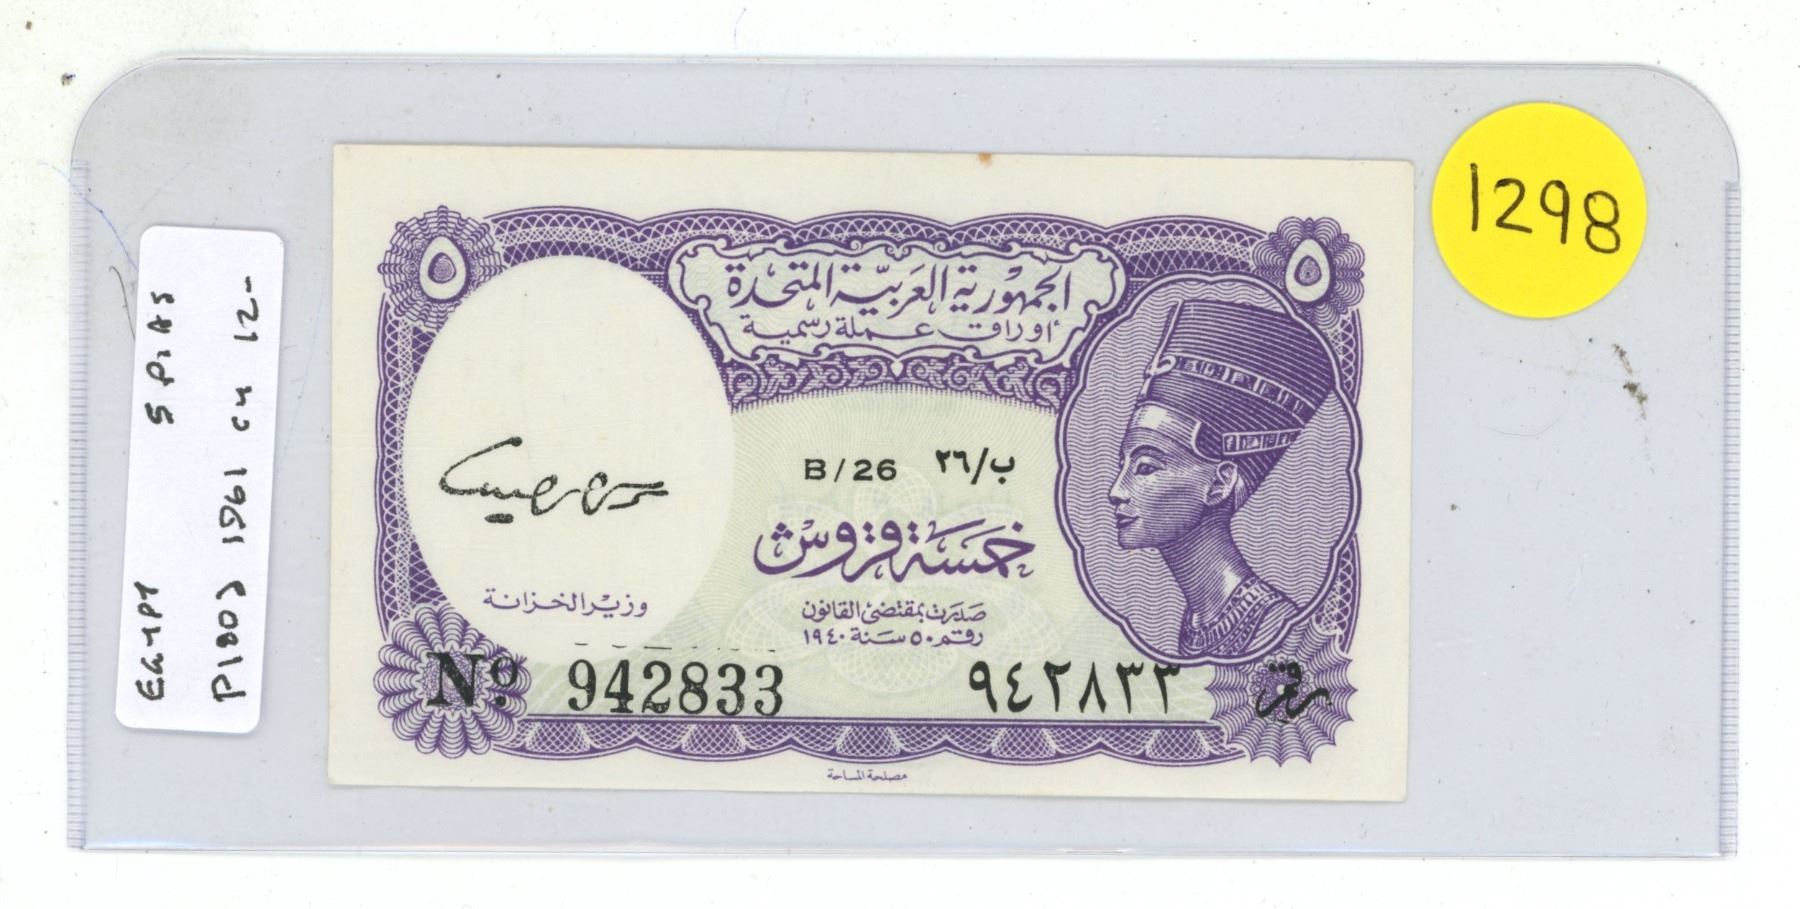 1298
EGYPT 5 PIAS
P180J 1961 CU 12-
٥ ٥
الجمهورية العربية المتحدة
أوراق عملة رسمية
B/26 ب/٢٦
خمسة قروش
وزير الخزانة
صدرت بمقتضى القانون
رقم ٥٠ سنة ١٩٤٠
Nº 942833 ٩٤٢٨٣٣ رقم
مصلحة المساحة